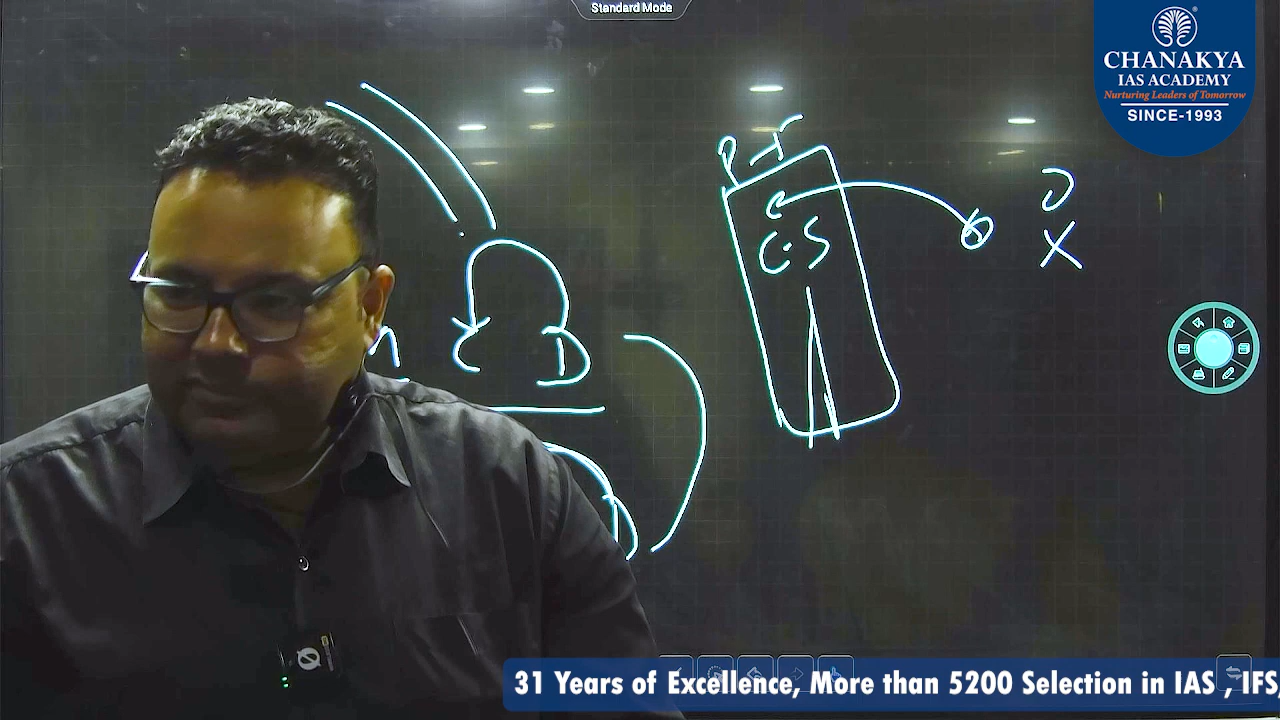 Standard Mode
CHANAKYA
IAS ACADEMY
Nurturing Leaders of Tomorrow
SINCE-1993
C.S
D
X
C D
31 Years of Excellence, More than 5200 Selection in IAS , IFS,